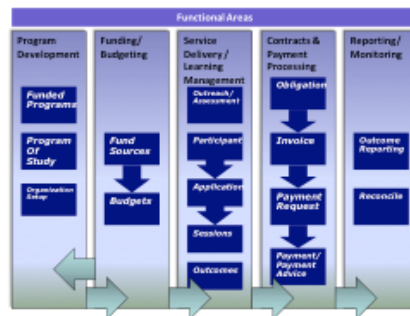 Functional Areas
Program
Development
Funded
Programs
Program
Of
Study
Organization
Setup
Funding/
Budgeting
Fund
Sources
Budgets
Service
Delivery /
Learning
Management
Outreach/
Assessment
Participant
Application
Sessions
Outcomes
Contracts &
Payment
Processing
Obligation
Invoice
Payment
Request
Payment/
Payment
Advice
Reporting/
Monitoring
Outcome
Reporting
Reconcile